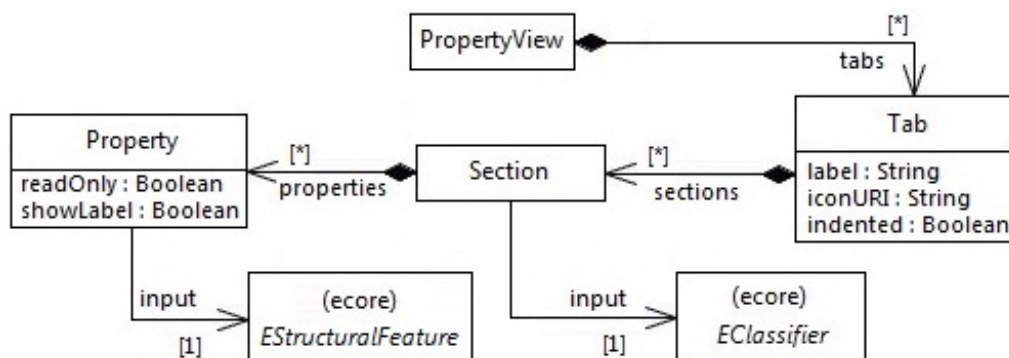 PropertyView
[*]
tabs
Tab
label : String
iconURI : String
indented : Boolean
[*]
sections
Section
[*]
properties
Property
readOnly : Boolean
showLabel : Boolean
input
[1]
(ecore)
EStructuralFeature
input
[1]
(ecore)
EClassifier